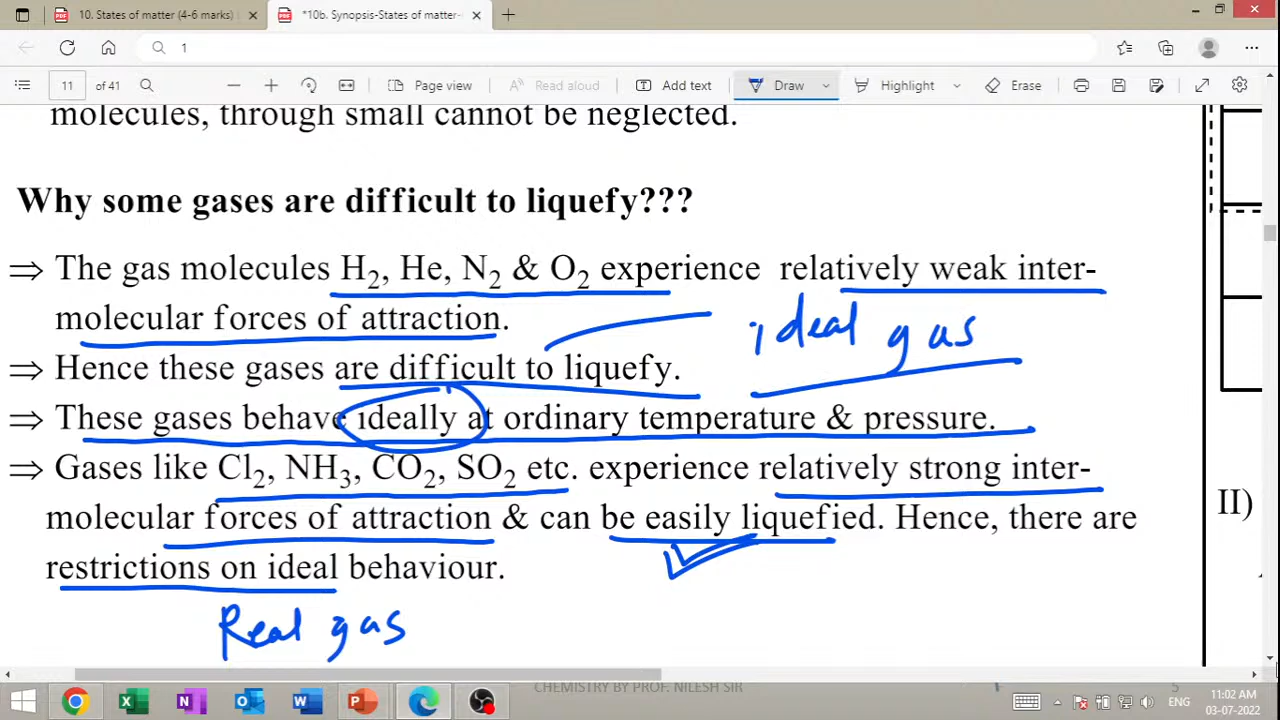 10. States of matter (4-6 marks)
*10b. Synopsis-States of matter-
1
11 of 41
Page view
Read aloud
Add text
Draw
Highlight
Erase
molecules, through small cannot be neglected.
Why some gases are difficult to liquefy???
⇒ The gas molecules H₂, He, N₂ & O₂ experience relatively weak inter-
molecular forces of attraction.
ideal gas
⇒ Hence these gases are difficult to liquefy.
⇒ These gases behave ideally at ordinary temperature & pressure.
⇒ Gases like Cl₂, NH₃, CO₂, SO₂ etc. experience relatively strong inter-
molecular forces of attraction & can be easily liquefied. Hence, there are
II)
restrictions on ideal behaviour.
Real gas
CHEMISTRY BY PROF. NILESH SIR
5
ENG
11:02 AM
03-07-2022